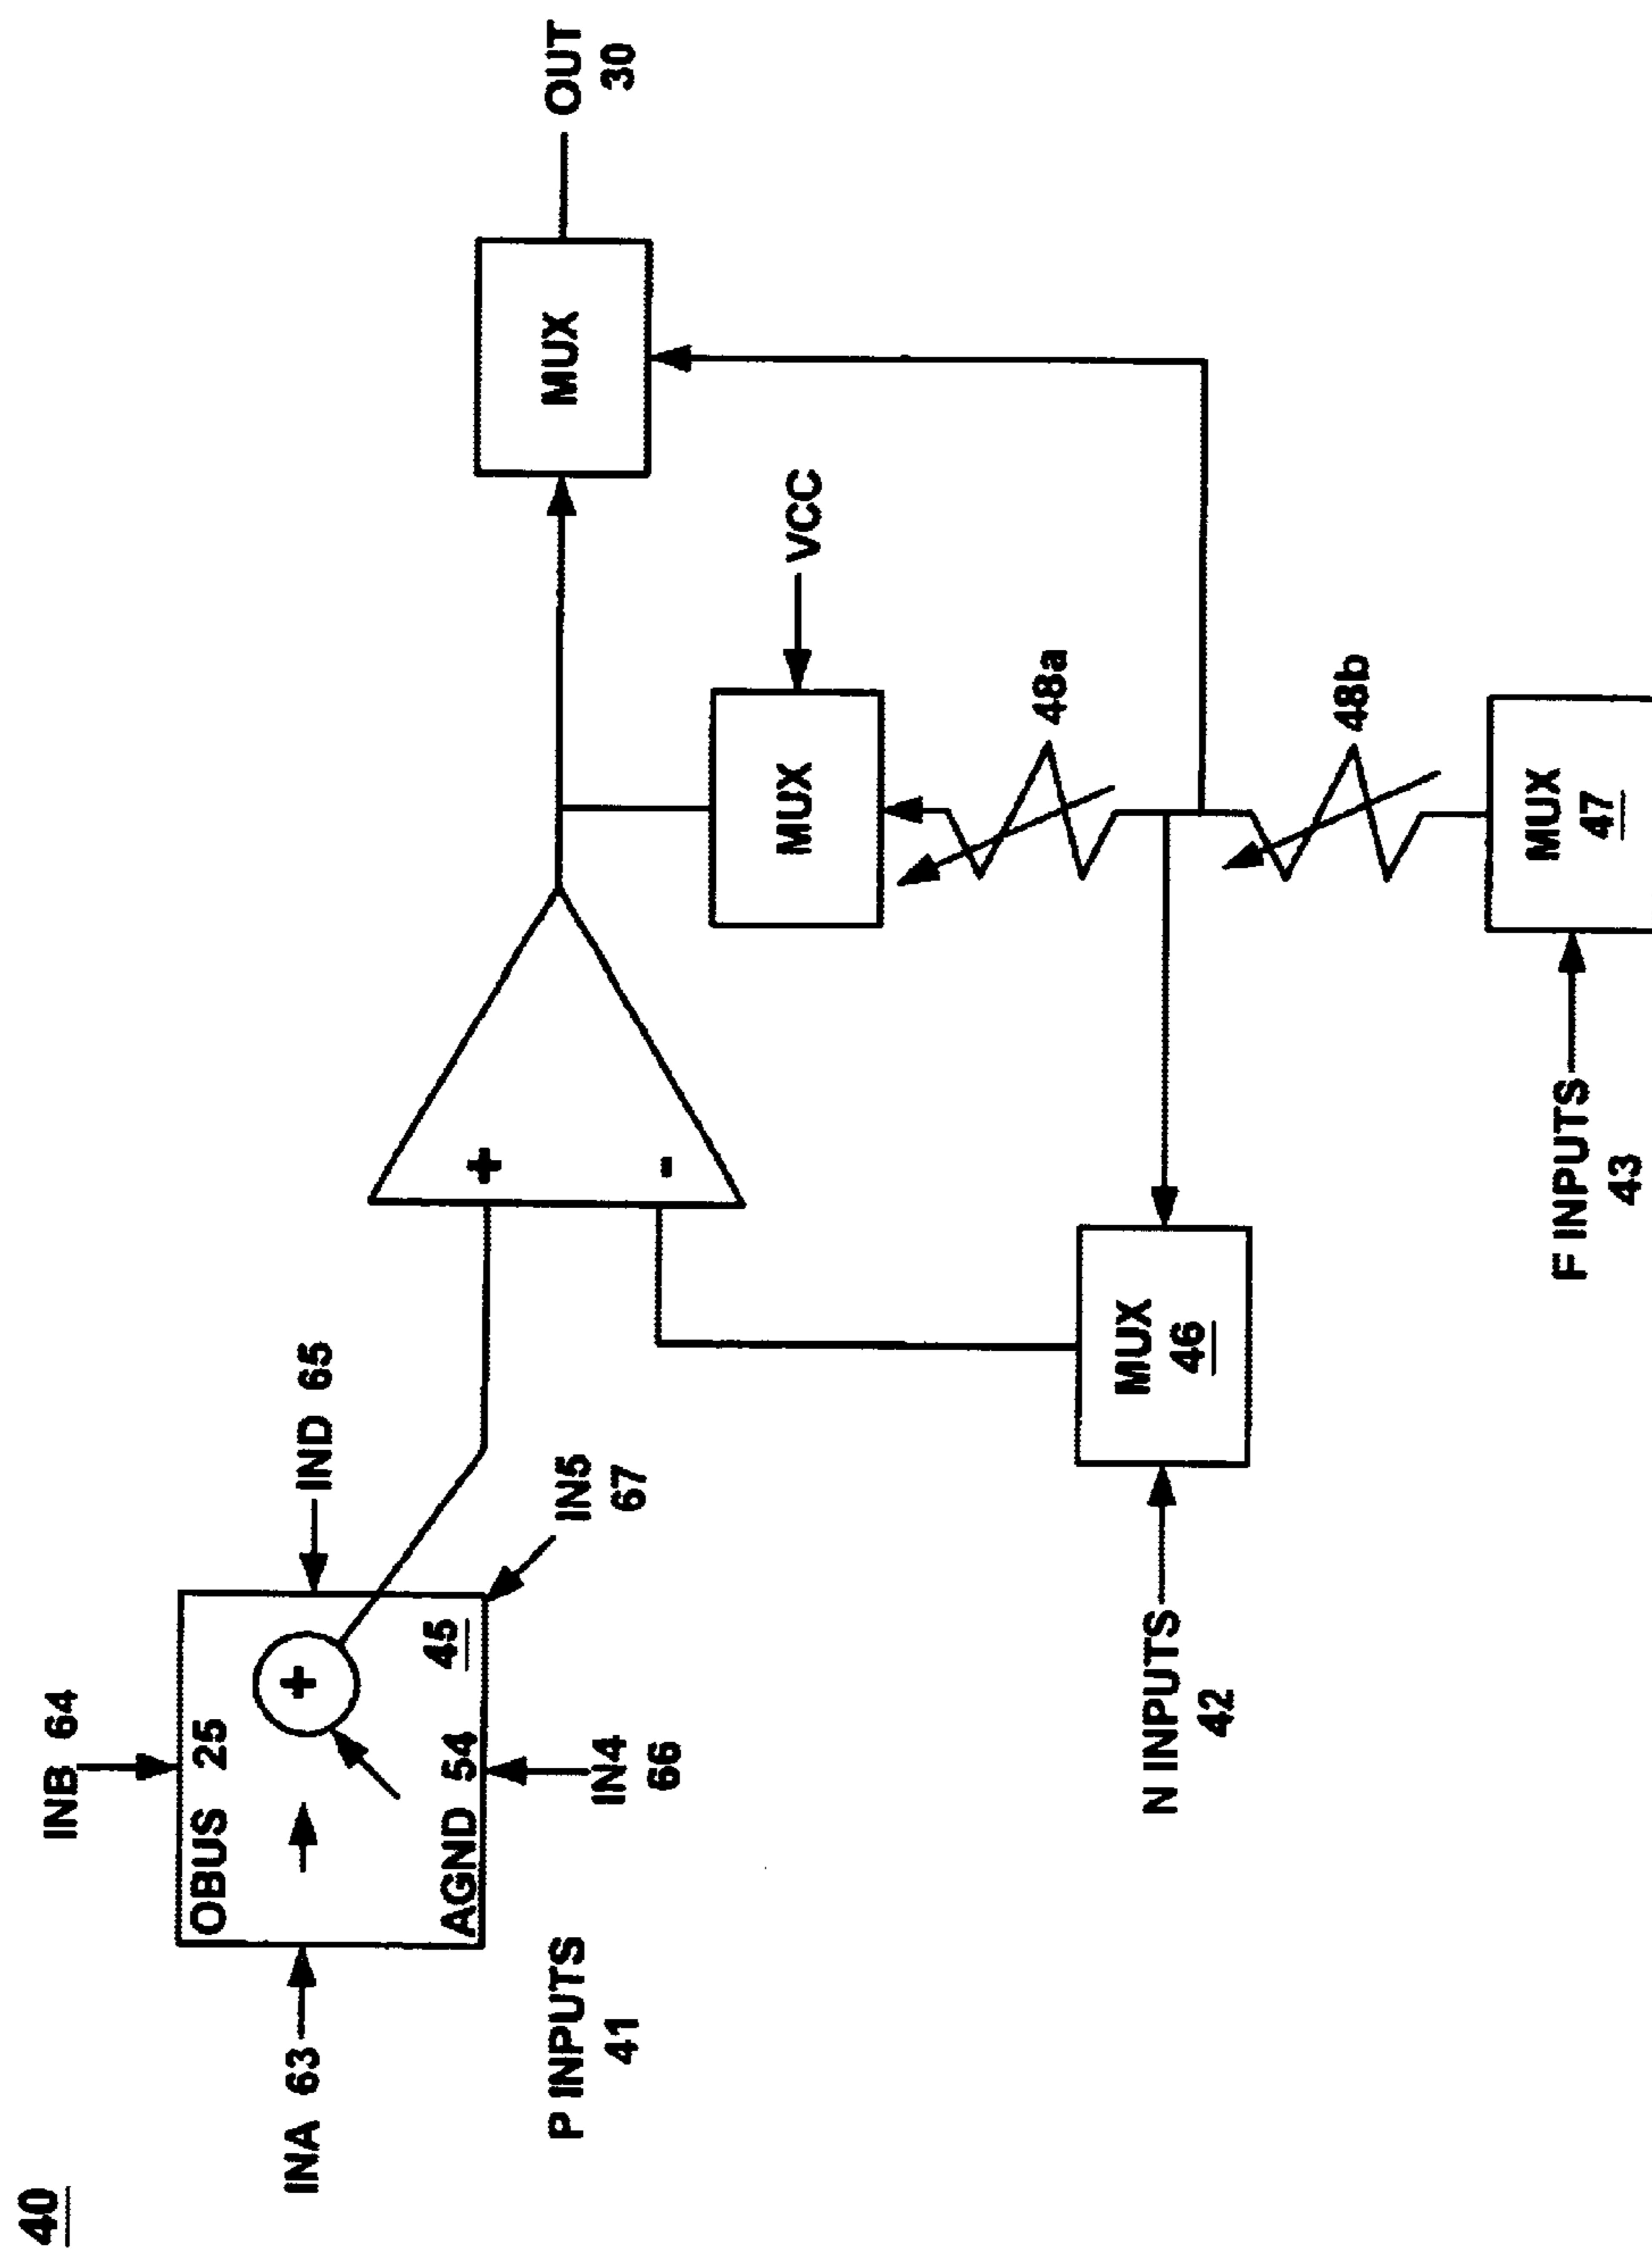 40
INB 64
INA 63
OBUS 25
+
AGND 54
45
IND 65
IN4
66
IN5
67
P INPUTS
41
+
-
MUX
OUT
30
MUX
VCC
48a
N INPUTS
42
MUX
46
48b
F INPUTS
43
MUX
47